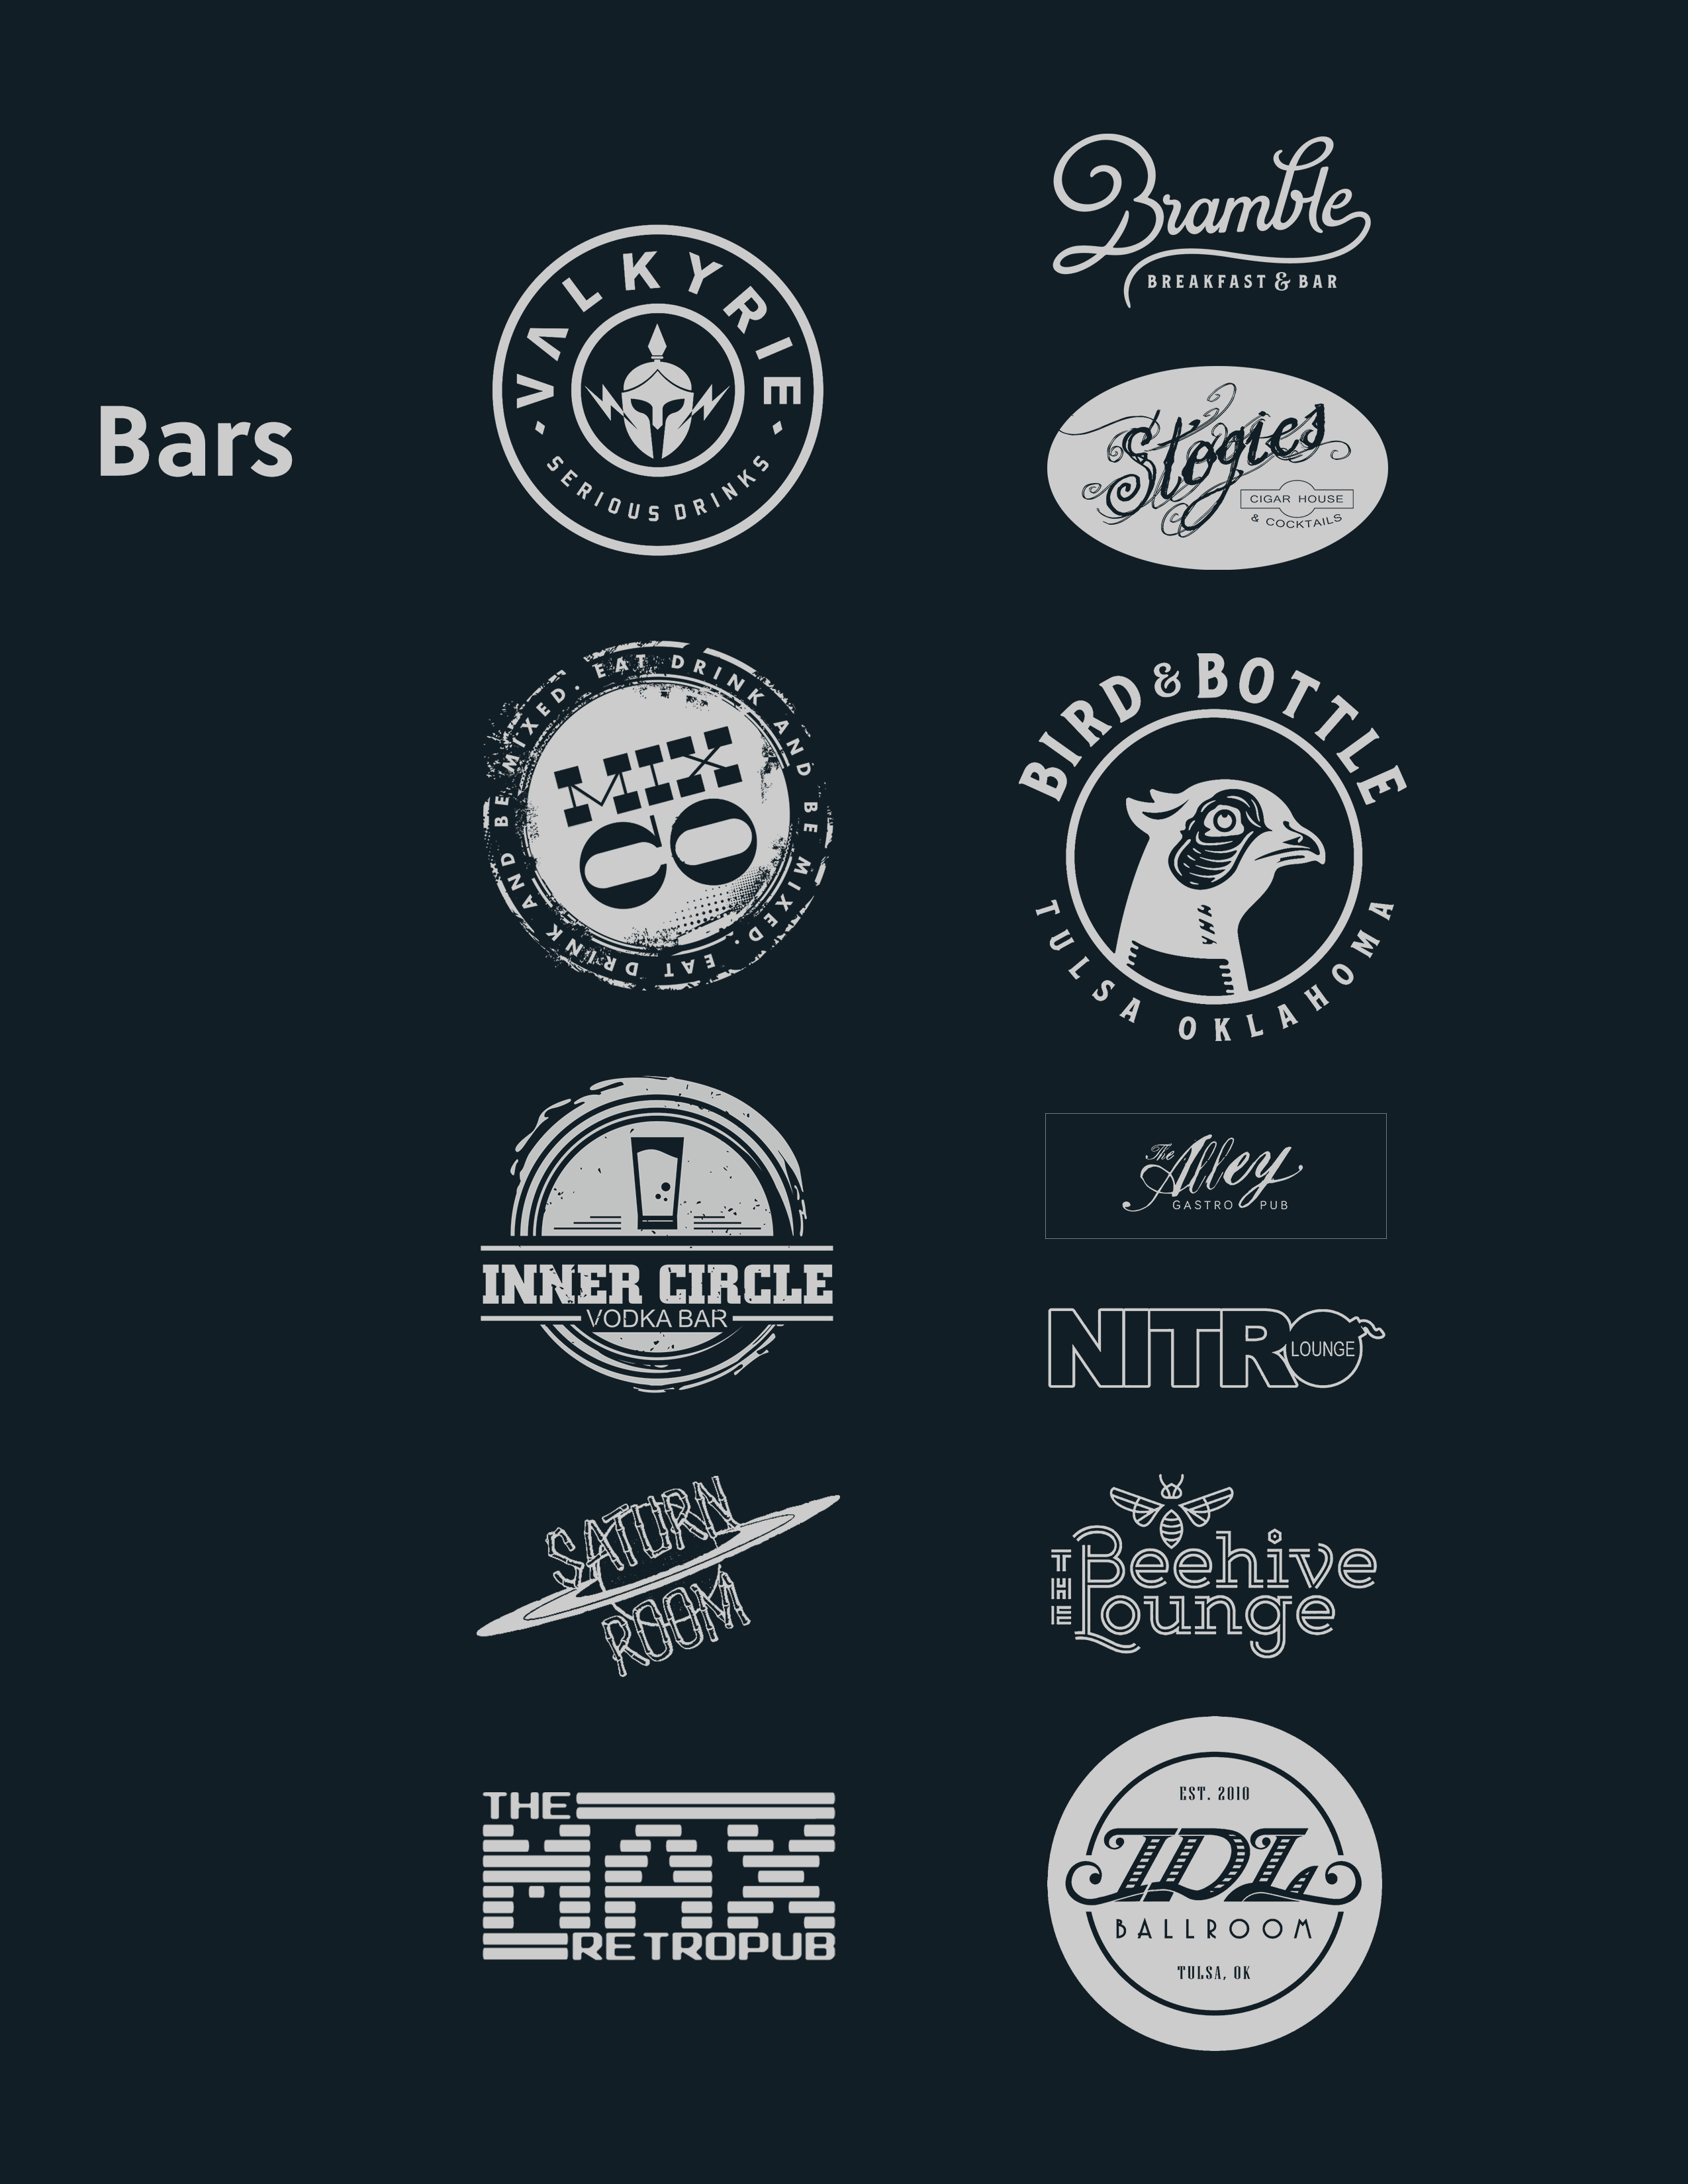 Bars
VALKYRIE
SERIOUS DRINKS
EAT DRINK AND BE MIXED. EAT DRINK AND BE MIXED.
MIX
CO
INNER CIRCLE
VODKA BAR
SATURN
ROOM
THE
MAX
RETROPUB
Bramble
BREAKFAST & BAR
Stogies
CIGAR HOUSE
& COCKTAILS
BIRD & BOTTLE
TULSA OKLAHOMA
The
Alley
GASTRO PUB
NITRO
LOUNGE
THE
Beehive
Lounge
EST. 2010
IDL
BALLROOM
TULSA, OK